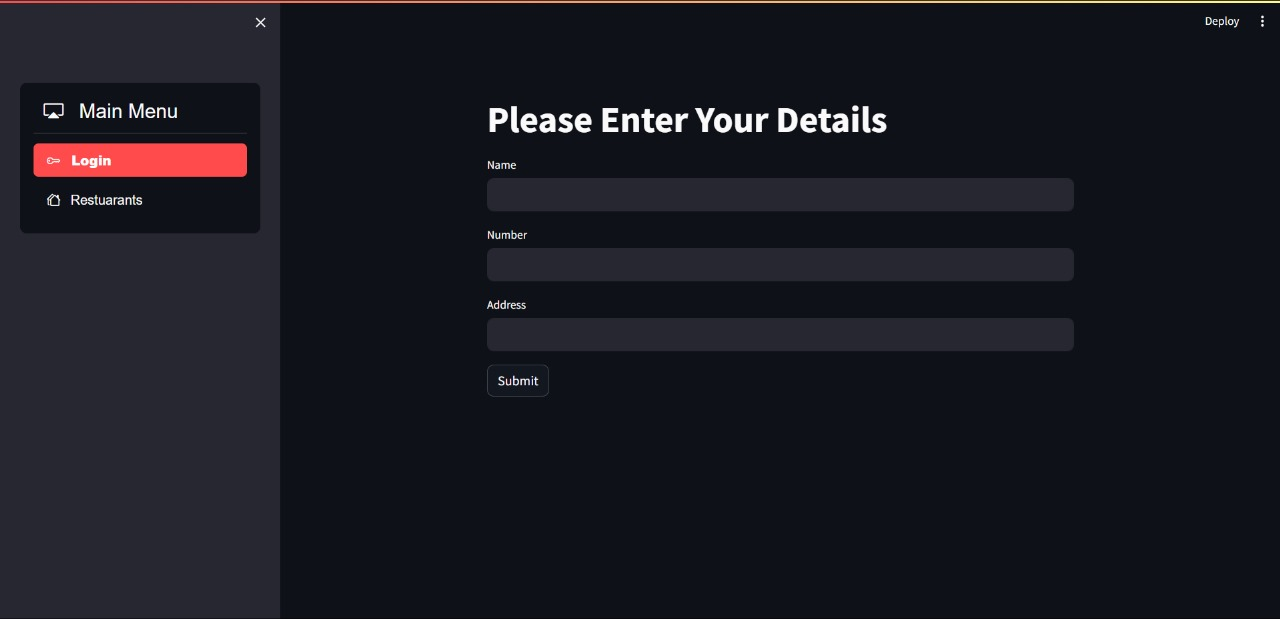 Deploy
Main Menu
Login
Restuarants
Please Enter Your Details
Name
Number
Address
Submit